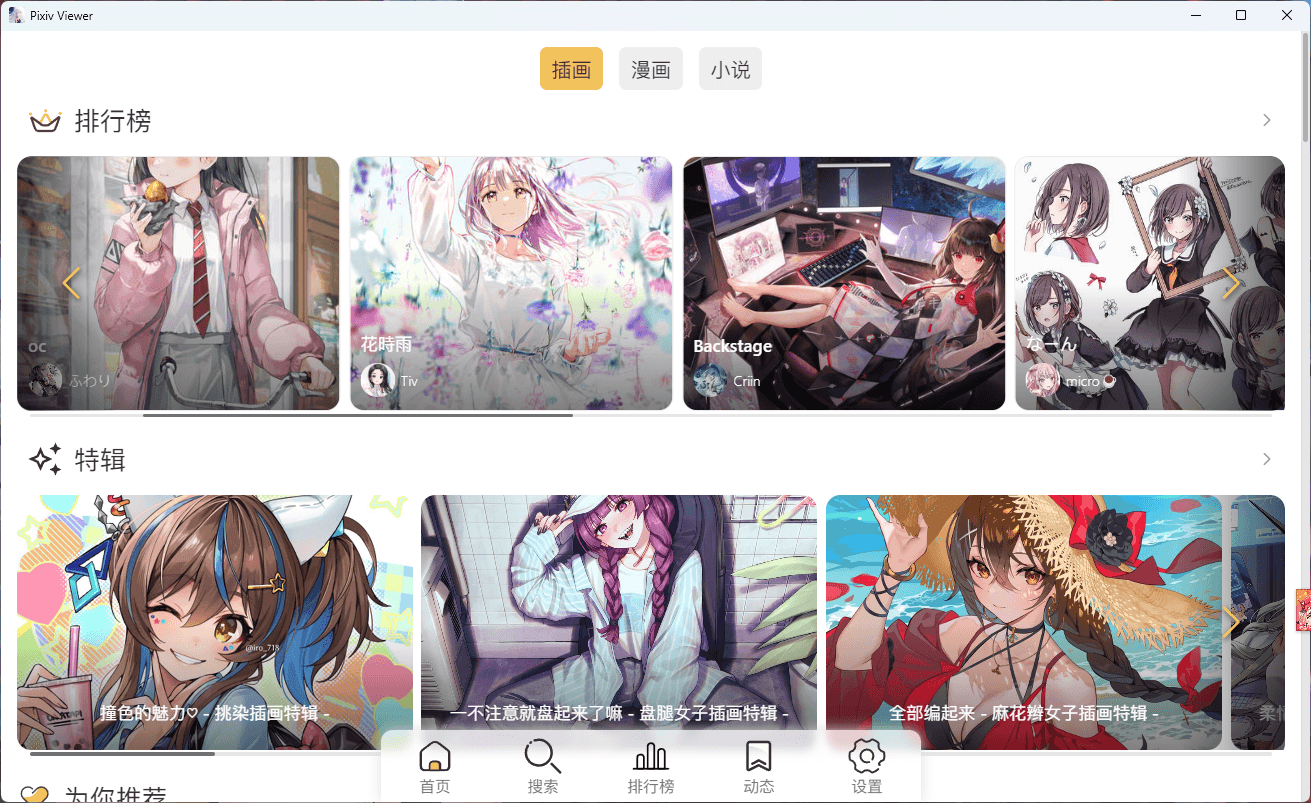 Pixiv Viewer
插画 漫画 小说
排行榜
oc
ふわり
花時雨
Tiv
Backstage
Criin
なーん
micro
特辑
@iro_718
撞色的魅力♡ - 挑染插画特辑 -
一不注意就盘起来了嘛 - 盘腿女子插画特辑 -
全部编起来 - 麻花辫女子插画特辑 -
柔情
为你推荐
首页 搜索 排行榜 动态 设置